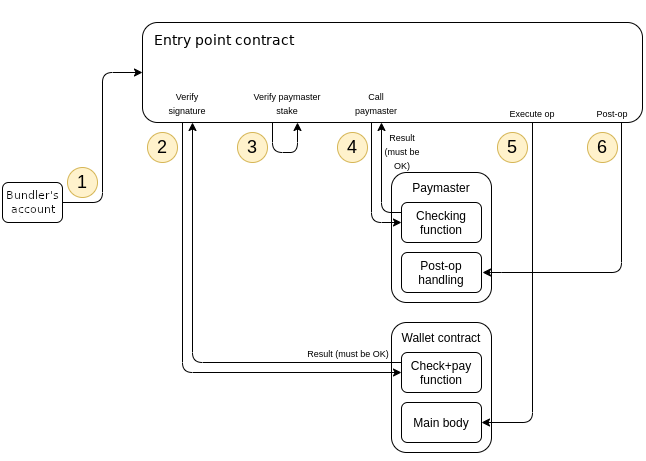 Entry point contract
Verify
signature
Verify paymaster
stake
Call
paymaster
Execute op
Post-op
1
2
3
4
5
6
Result
(must be
OK)
Bundler's
account
Paymaster
Checking
function
Post-op
handling
Wallet contract
Result (must be OK)
Check+pay
function
Main body